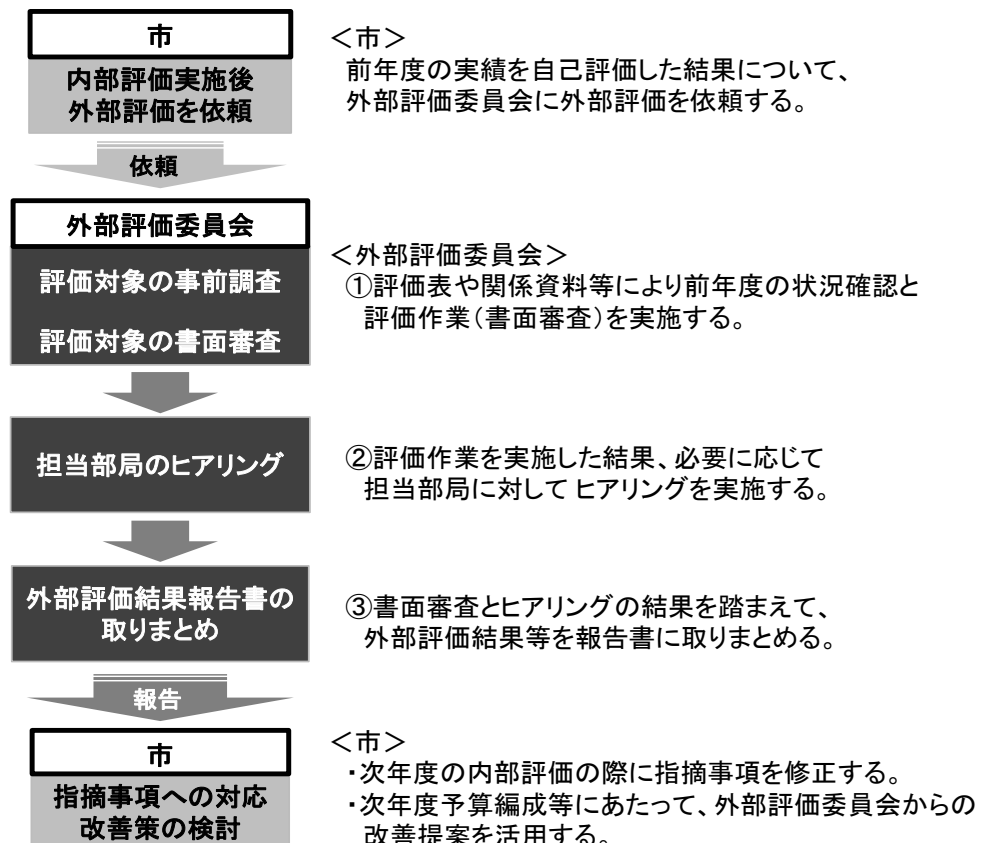 市
内部評価実施後
外部評価を依頼
<市>
前年度の実績を自己評価した結果について、
外部評価委員会に外部評価を依頼する。
依頼
外部評価委員会
評価対象の事前調査
評価対象の書面審査
<外部評価委員会>
①評価表や関係資料等により前年度の状況確認と
評価作業(書面審査)を実施する。
担当部局のヒアリング
②評価作業を実施した結果、必要に応じて
担当部局に対してヒアリングを実施する。
外部評価結果報告書の
取りまとめ
③書面審査とヒアリングの結果を踏まえて、
外部評価結果等を報告書に取りまとめる。
報告
市
指摘事項への対応
改善策の検討
<市>
・次年度の内部評価の際に指摘事項を修正する。
・次年度予算編成等にあたって、外部評価委員会からの
改善提案を活用する。